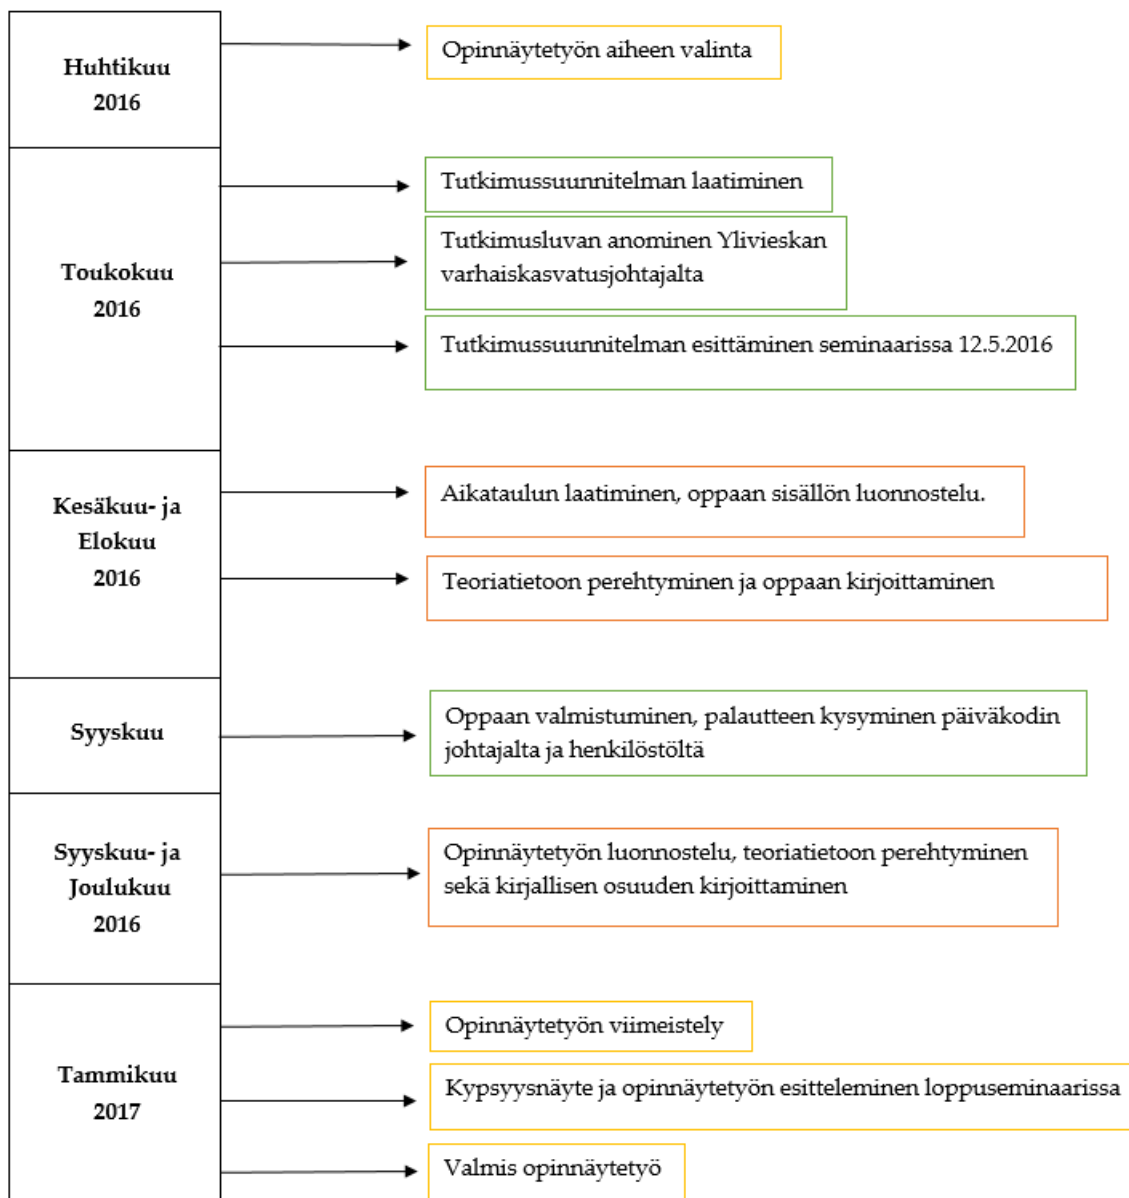 Huhtikuu
2016
Opinnäytetyön aiheen valinta
Toukokuu
2016
Tutkimussuunnitelman laatiminen
Tutkimusluvan anominen Ylivieskan
varhaiskasvatusjohtajalta
Tutkimussuunnitelman esittäminen seminaarissa 12.5.2016
Kesäkuu- ja
Elokuu
2016
Aikataulun laatiminen, oppaan sisällön luonnostelu.
Teoriatietoon perehtyminen ja oppaan kirjoittaminen
Syyskuu
Oppaan valmistuminen, palautteen kysyminen päiväkodin
johtajalta ja henkilöstöltä
Syyskuu- ja
Joulukuu
2016
Opinnäytetyön luonnostelu, teoriatietoon perehtyminen
sekä kirjallisen osuuden kirjoittaminen
Tammikuu
2017
Opinnäytetyön viimeistely
Kypsyysnäyte ja opinnäytetyön esitteleminen loppuseminaarissa
Valmis opinnäytetyö